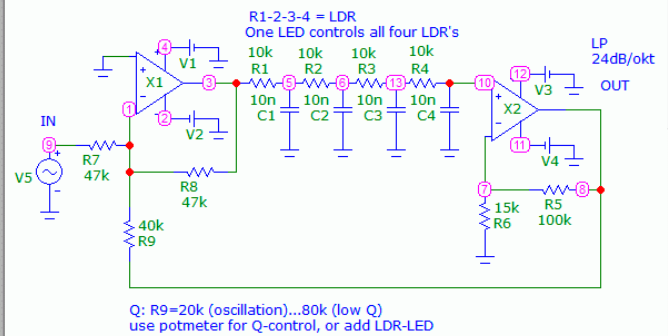 R1-2-3-4 = LDR
One LED controls all four LDR's
LP
24dB/okt
OUT
4
V1
10k
R1
10k
R2
10k
R3
10k
R4
12
V3
X1
3
5
6
13
10
X2
1
2
V2
10n
C1
10n
C2
10n
C3
10n
C4
11
V4
IN
9
V5
R7
47k
R8
47k
7
8
R5
100k
15k
R6
40k
R9
Q: R9=20k (oscillation)...80k (low Q)
use potmeter for Q-control, or add LDR-LED